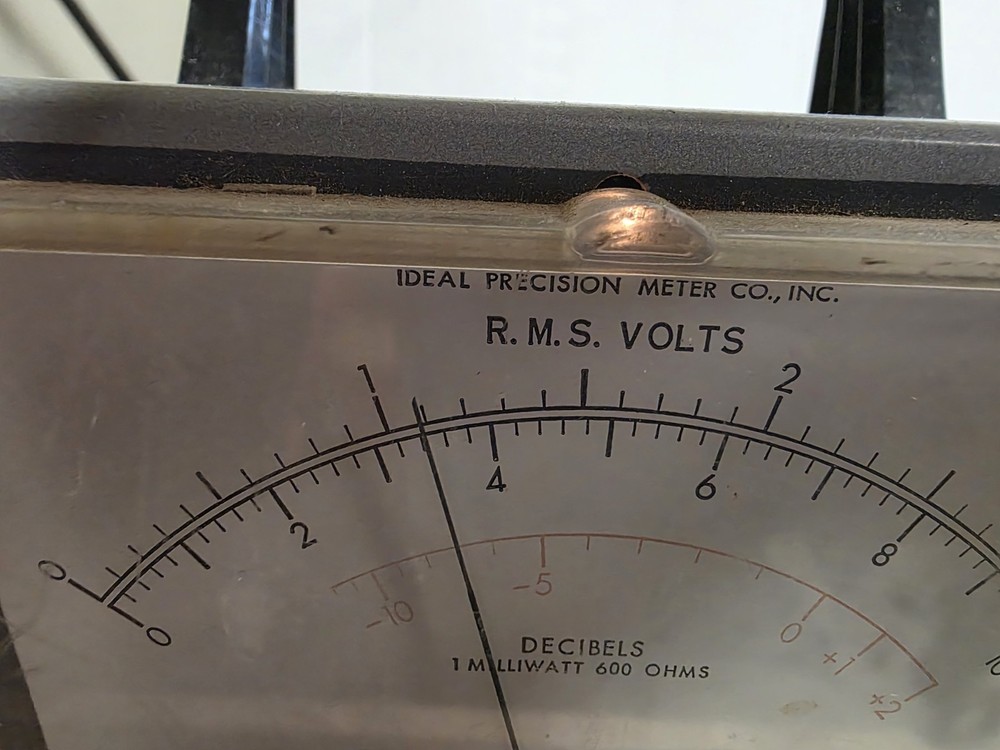 IDEAL PRECISION METER CO., INC.
R.M.S. VOLTS
0 1 2
0 2 4 6 8
-10 -5 0 +1 +2
DECIBELS
1 MILLIWATT 600 OHMS